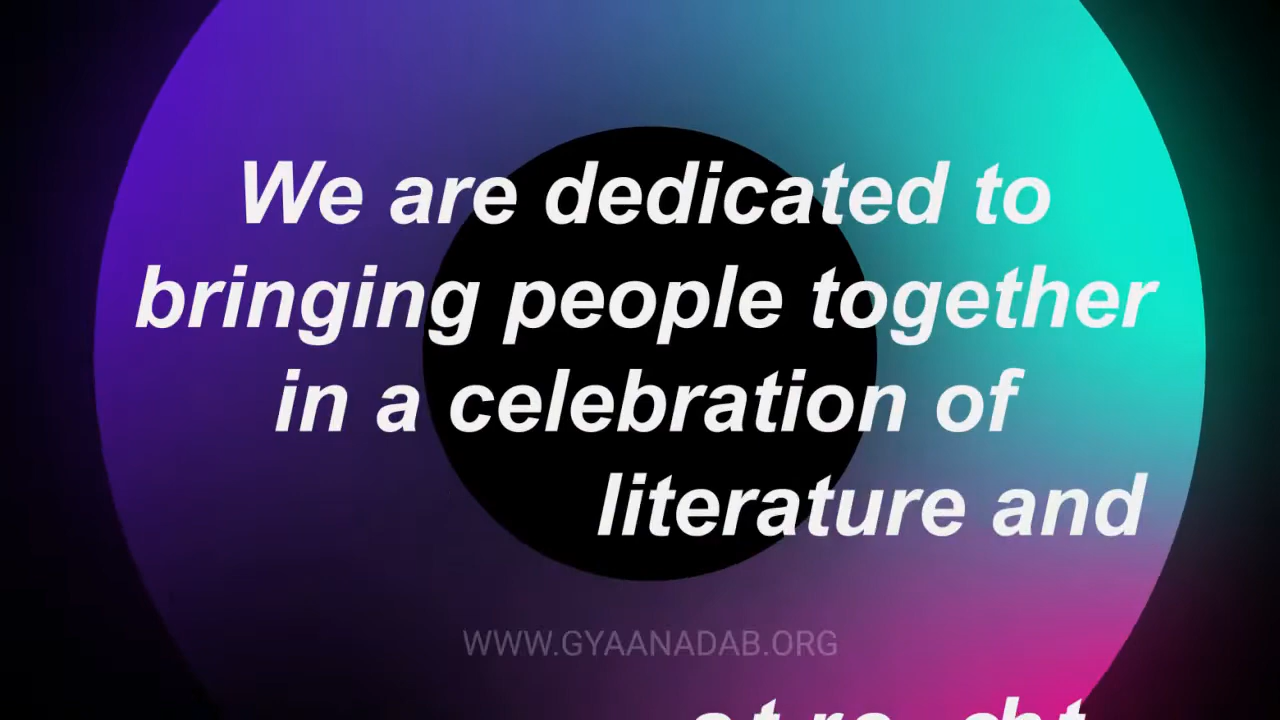 We are dedicated to
bringing people together
in a celebration of
literature and
WWW.GYAANADAB.ORG